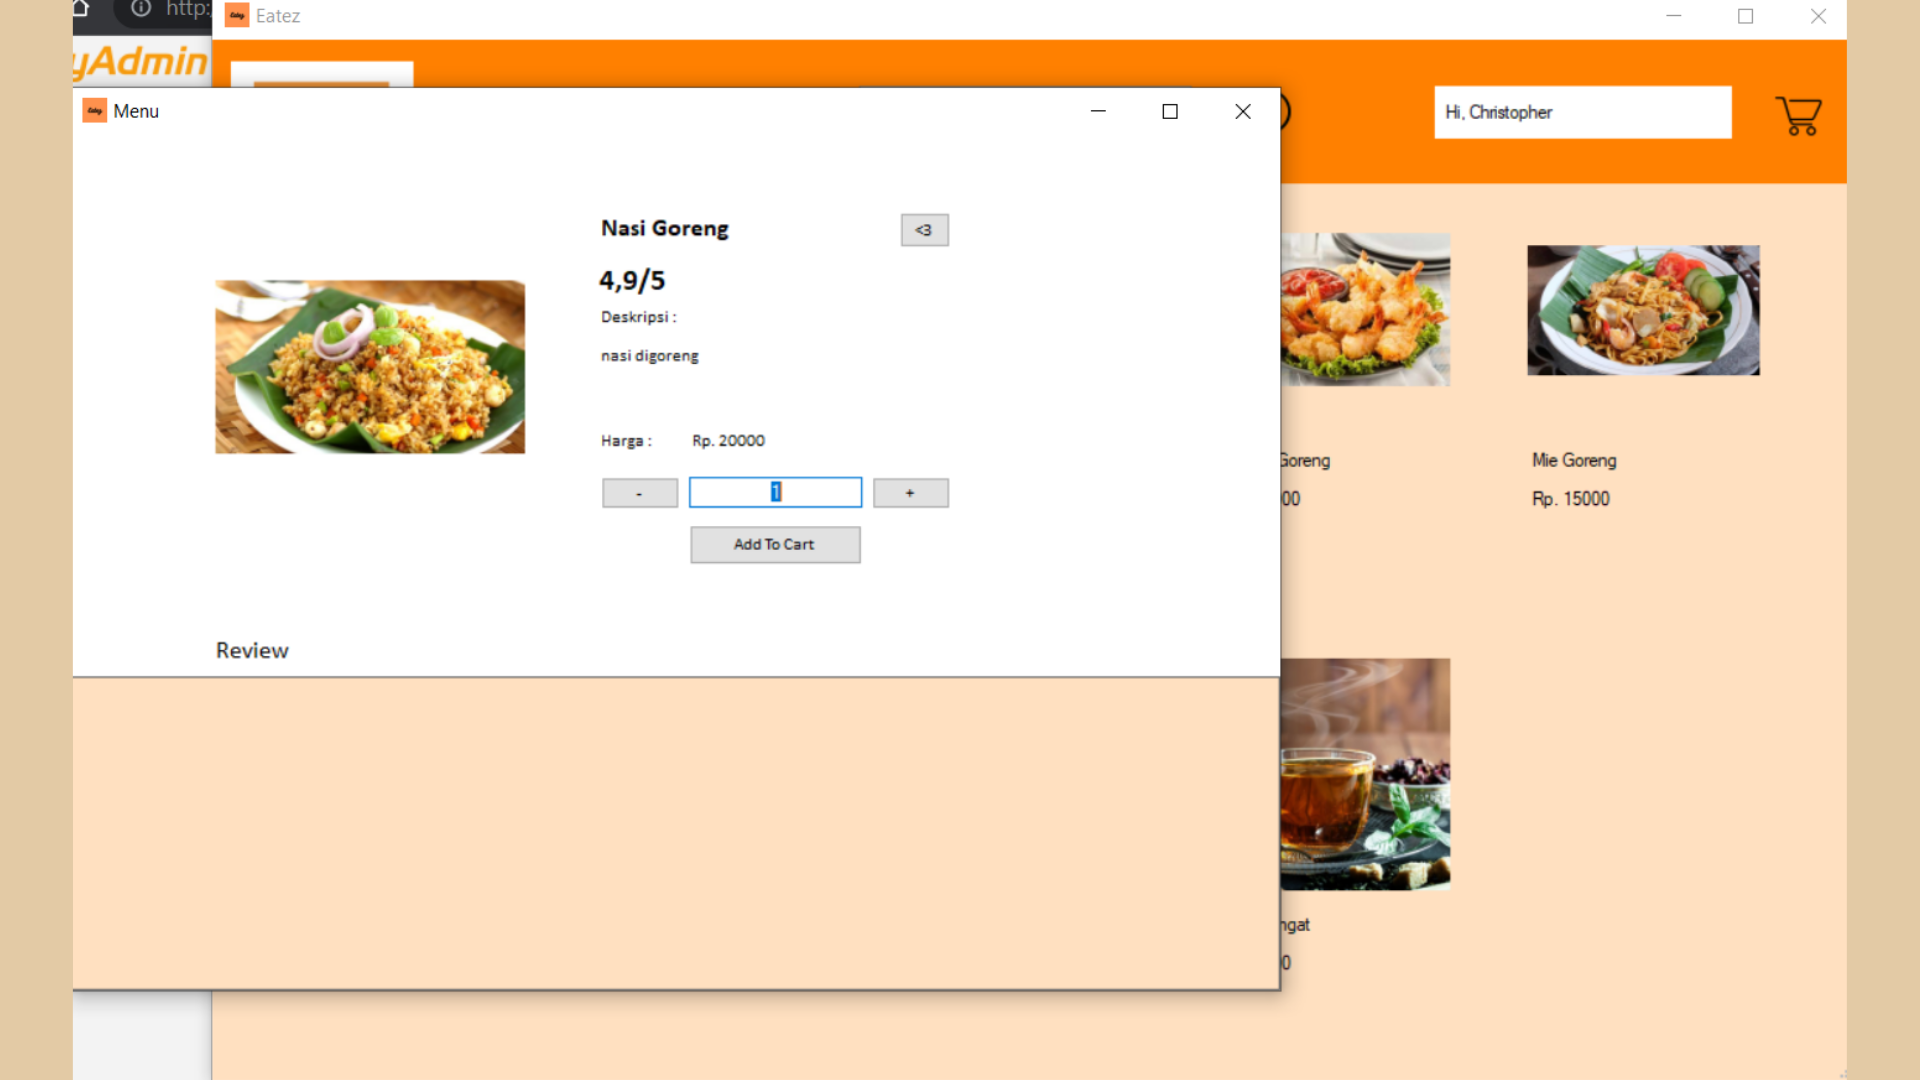 http:
Eatez
yAdmin
Hi, Christopher
Eatez
Menu
Nasi Goreng
<3
4,9/5
Deskripsi :
nasi digoreng
Harga :
Rp. 20000
-
1
+
Add To Cart
Review
Goreng
00
Mie Goreng
Rp. 15000
ngat
0